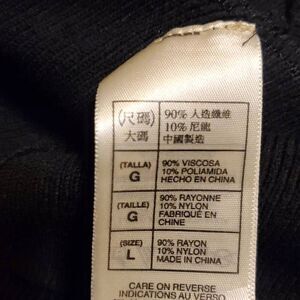 (尺碼) 90% 人造纖維
大碼 10% 尼龍
中國製造
(TALLA) 90% VISCOSA
G 10% POLIAMIDA
HECHO EN CHINA
(TAILLE) 90% RAYONNE
G 10% NYLON
FABRIQUÉ EN
CHINE
(SIZE) 90% RAYON
L 10% NYLON
MADE IN CHINA
CARE ON REVERSE
INDICATIONS AU VERSO